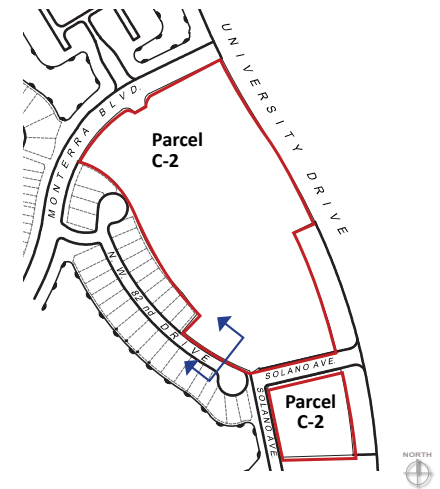 UNIVERSITY DRIVE
MONTERRA BLVD.
Parcel
C-2
N W 82nd DRIVE
SOLANO AVE.
SOLANO AVE.
Parcel
C-2
NORTH